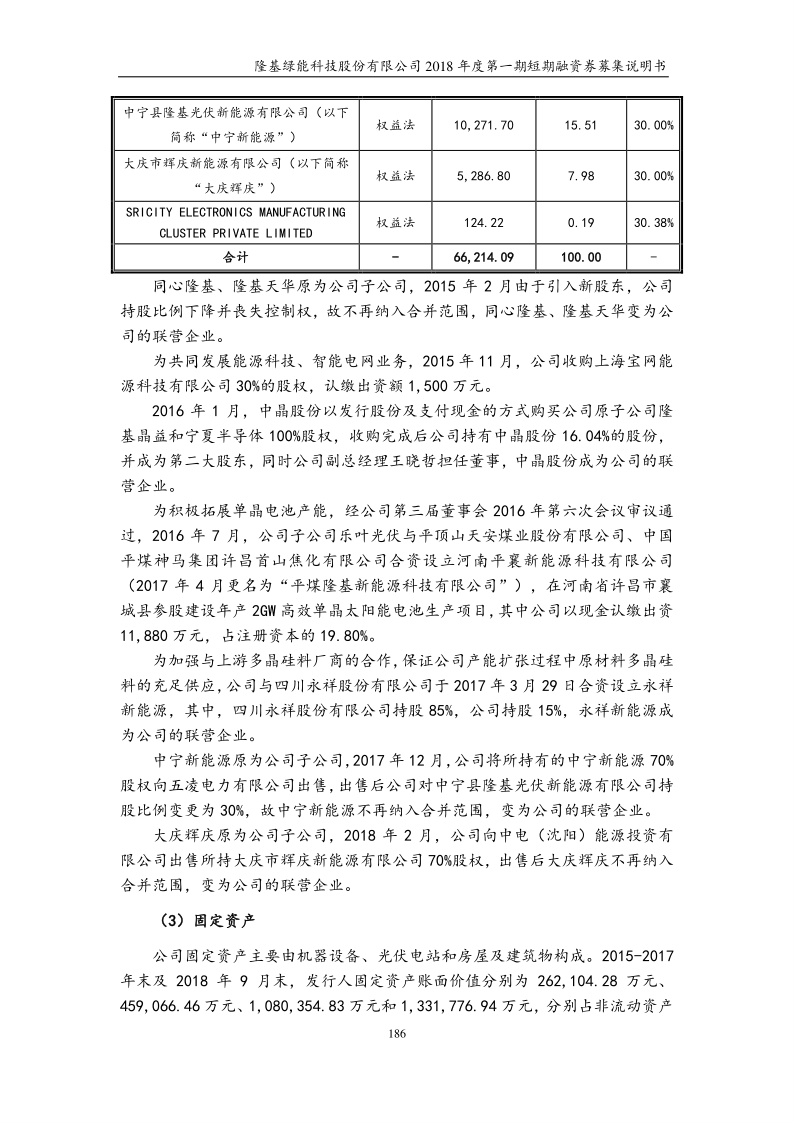 隆基绿能科技股份有限公司 2018 年度第一期短期融资券募集说明书
中宁县隆基光伏新能源有限公司（以下
简称“中宁新能源”） 权益法 10,271.70 15.51 30.00%
大庆市辉庆新能源有限公司（以下简称
“大庆辉庆”） 权益法 5,286.80 7.98 30.00%
SRICITY ELECTRONICS MANUFACTURING
CLUSTER PRIVATE LIMITED 权益法 124.22 0.19 30.38%
合计 - 66,214.09 100.00 -
同心隆基、隆基天华原为公司子公司，2015 年 2 月由于引入新股东，公司
持股比例下降并丧失控制权，故不再纳入合并范围，同心隆基、隆基天华变为公
司的联营企业。
为共同发展能源科技、智能电网业务，2015 年 11 月，公司收购上海宝网能
源科技有限公司 30%的股权，认缴出资额 1,500 万元。
2016 年 1 月，中晶股份以发行股份及支付现金的方式购买公司原子公司隆
基晶益和宁夏半导体 100%股权，收购完成后公司持有中晶股份 16.04%的股份，
并成为第二大股东，同时公司副总经理王晓哲担任董事，中晶股份成为公司的联
营企业。
为积极拓展单晶电池产能，经公司第三届董事会 2016 年第六次会议审议通
过，2016 年 7 月，公司子公司乐叶光伏与平顶山天安煤业股份有限公司、中国
平煤神马集团许昌首山焦化有限公司合资设立河南平襄新能源科技有限公司
（2017 年 4 月更名为“平煤隆基新能源科技有限公司”），在河南省许昌市襄
城县参股建设年产 2GW 高效单晶太阳能电池生产项目，其中公司以现金认缴出资
11,880 万元，占注册资本的 19.80%。
为加强与上游多晶硅料厂商的合作，保证公司产能扩张过程中原材料多晶硅
料的充足供应，公司与四川永祥股份有限公司于 2017 年 3 月 29 日合资设立永祥
新能源，其中，四川永祥股份有限公司持股 85%，公司持股 15%，永祥新能源成
为公司的联营企业。
中宁新能源原为公司子公司，2017 年 12 月，公司将所持有的中宁新能源 70%
股权向五凌电力有限公司出售，出售后公司对中宁县隆基光伏新能源有限公司持
股比例变更为 30%，故中宁新能源不再纳入合并范围，变为公司的联营企业。
大庆辉庆原为公司子公司，2018 年 2 月，公司向中电（沈阳）能源投资有
限公司出售所持大庆市辉庆新能源有限公司 70%股权，出售后大庆辉庆不再纳入
合并范围，变为公司的联营企业。
（3）固定资产
公司固定资产主要由机器设备、光伏电站和房屋及建筑物构成。2015-2017
年末及 2018 年 9 月末，发行人固定资产账面价值分别为 262,104.28 万元、
459,066.46 万元、1,080,354.83 万元和 1,331,776.94 万元，分别占非流动资产
186